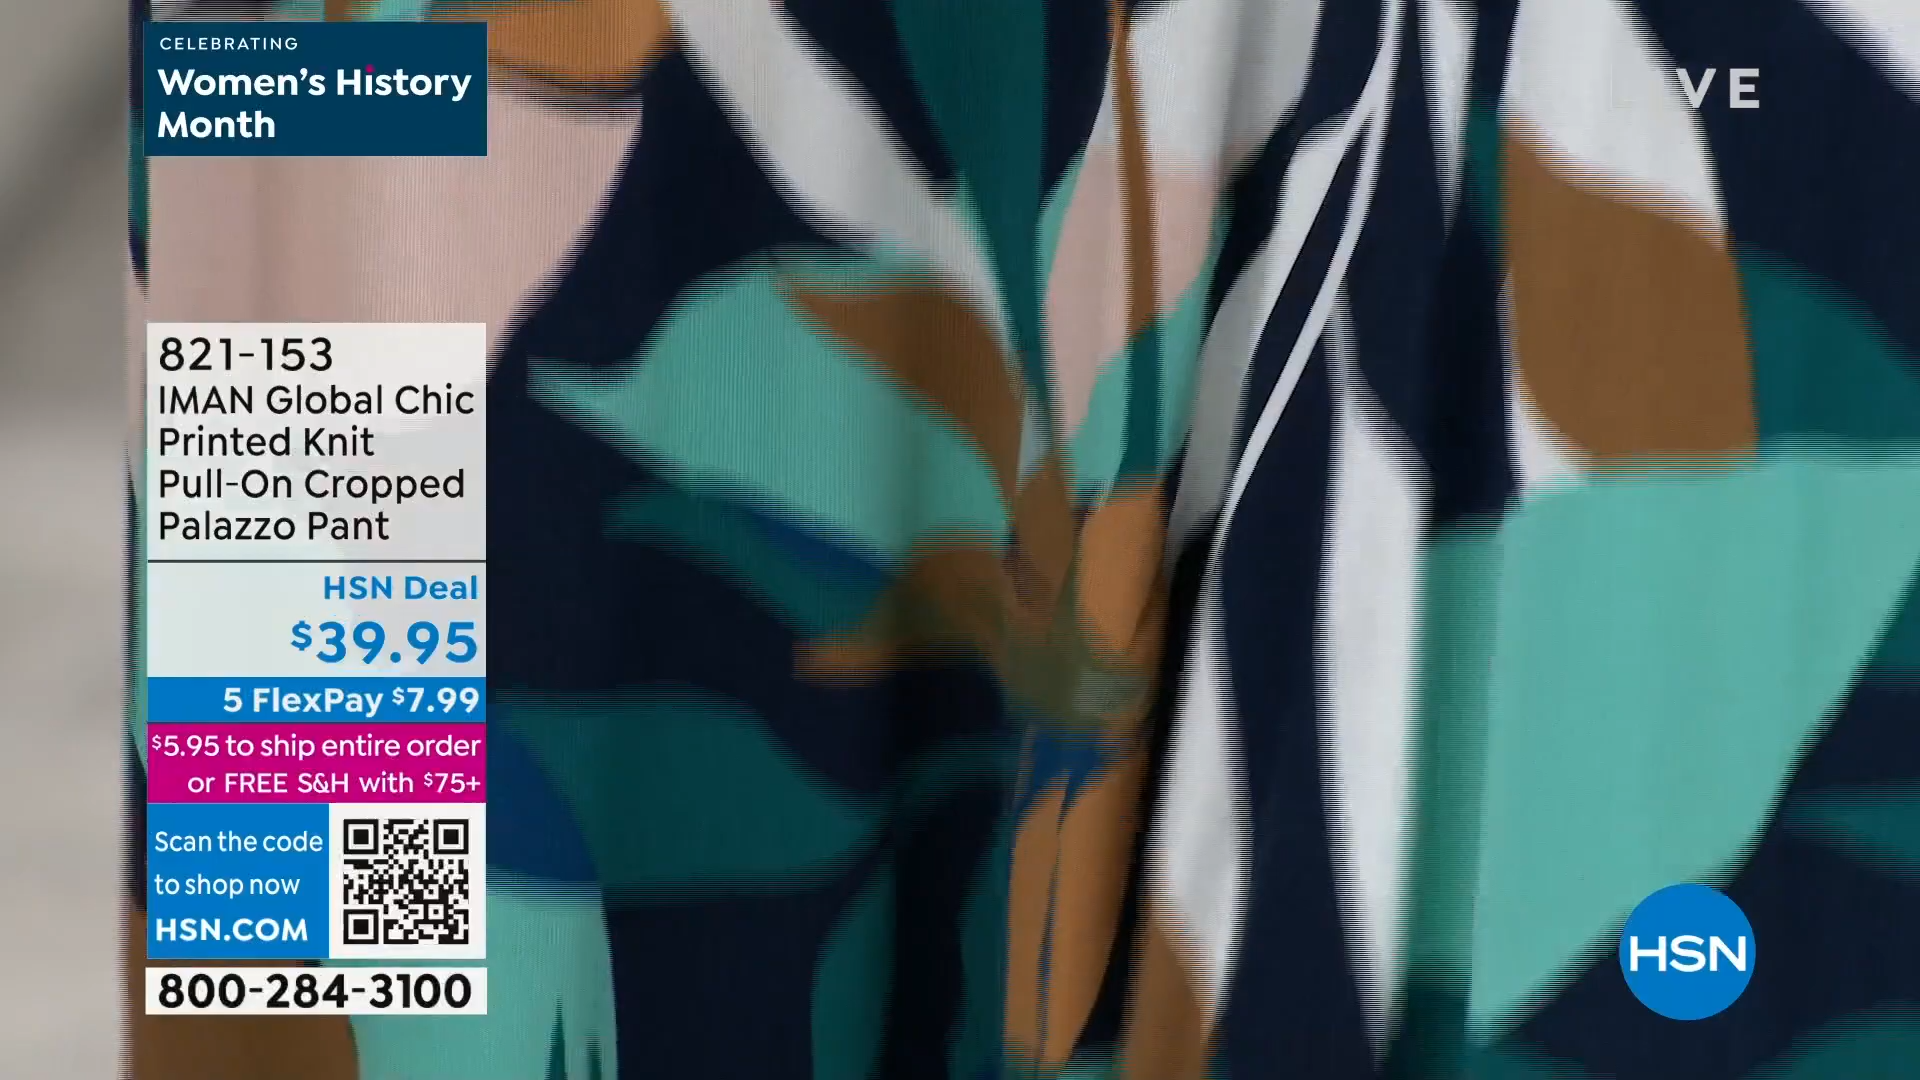 CELEBRATING
Women's History
Month
LIVE
821-153
IMAN Global Chic
Printed Knit
Pull-On Cropped
Palazzo Pant
HSN Deal
$39.95
5 FlexPay $7.99
$5.95 to ship entire order
or FREE S&H with $75+
Scan the code
to shop now
HSN.COM
800-284-3100
HSN